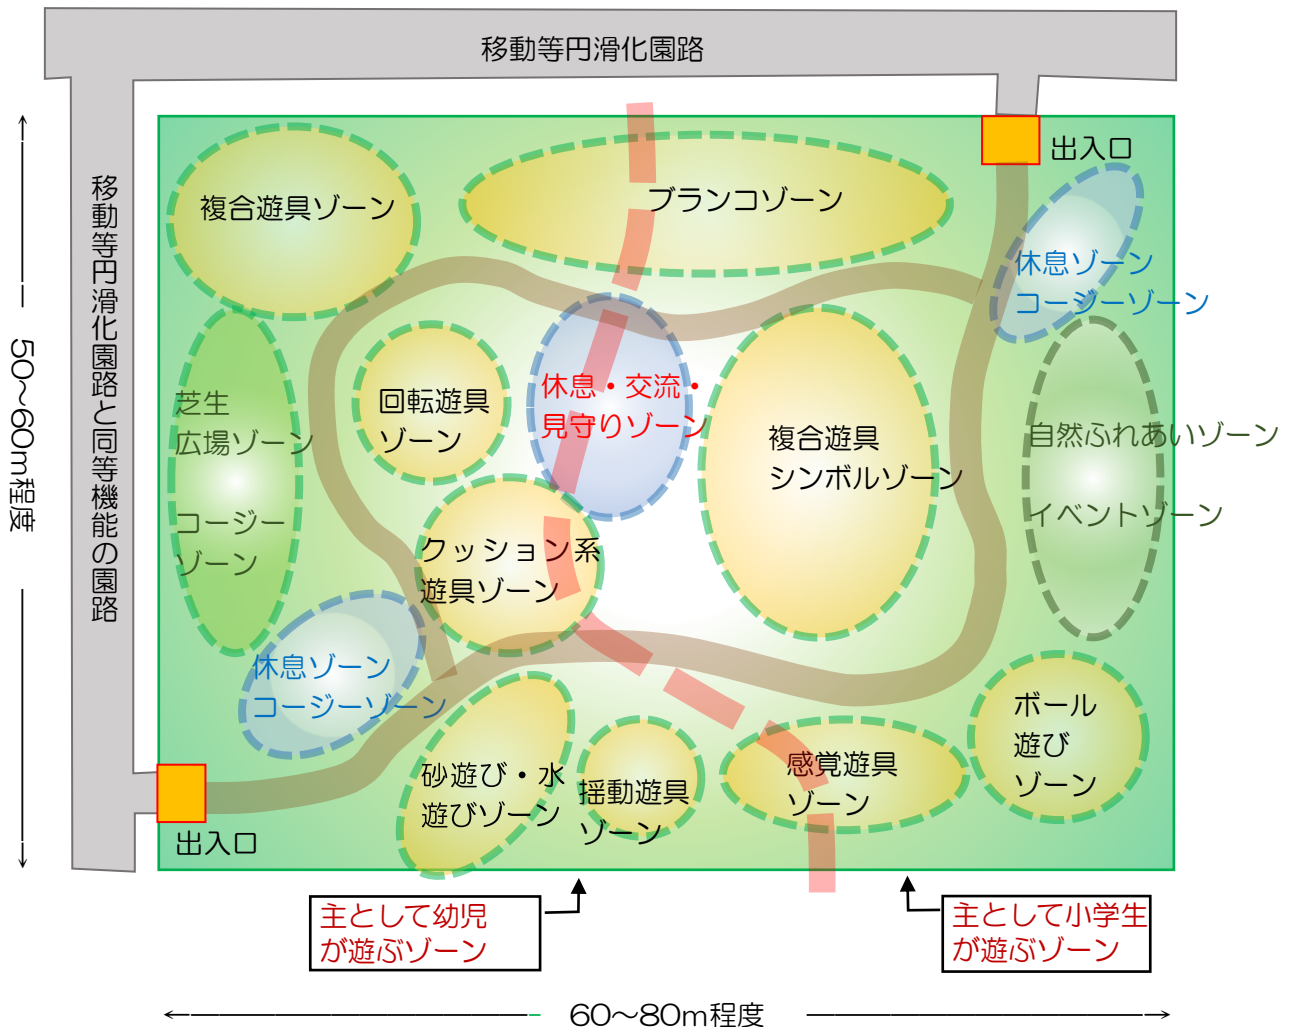 移動等円滑化園路
出入口
複合遊具ゾーン
ブランコゾーン
休息ゾーン
コージーゾーン
移動等円滑化園路と同等機能の園路
50～60m程度
芝生
広場ゾーン
コージー
ゾーン
回転遊具
ゾーン
休息・交流・
見守りゾーン
複合遊具
シンボルゾーン
自然ふれあいゾーン
イベントゾーン
クッション系
遊具ゾーン
休息ゾーン
コージーゾーン
ボール
遊び
ゾーン
砂遊び・水
遊びゾーン
揺動遊具
ゾーン
感覚遊具
ゾーン
出入口
主として幼児
が遊ぶゾーン
主として小学生
が遊ぶゾーン
60～80m程度